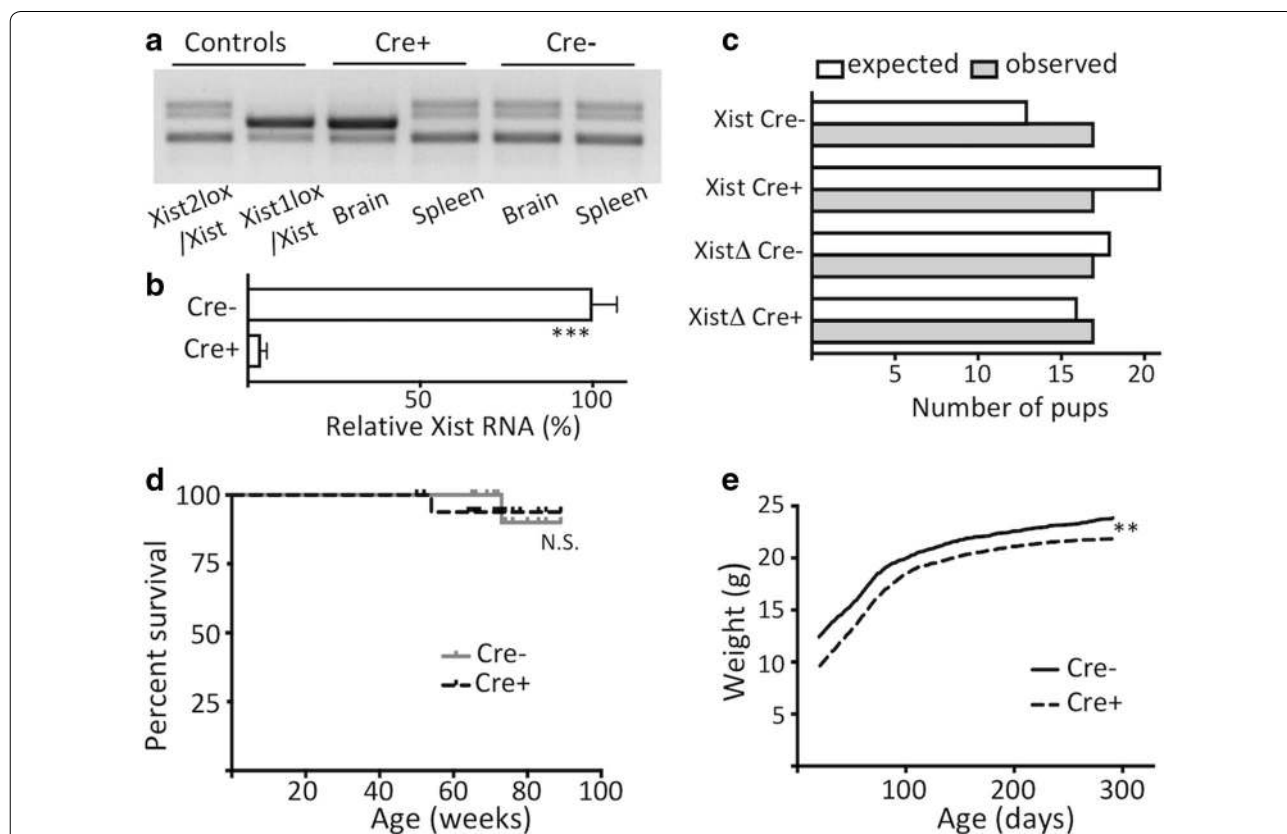 a
Controls Cre+ Cre-
Xist2lox
/Xist
Xist1lox
/Xist
Brain
Spleen
Brain
Spleen
b
Cre-
Cre+
***
50 100
Relative Xist RNA (%)
c
expected observed
Xist Cre-
Xist Cre+
XistΔ Cre-
XistΔ Cre+
5 10 15 20
Number of pups
d
100
75
50
25
Percent survival
N.S.
Cre-
Cre+
20 40 60 80 100
Age (weeks)
e
25
20
15
10
5
Weight (g)
**
Cre-
Cre+
100 200 300
Age (days)